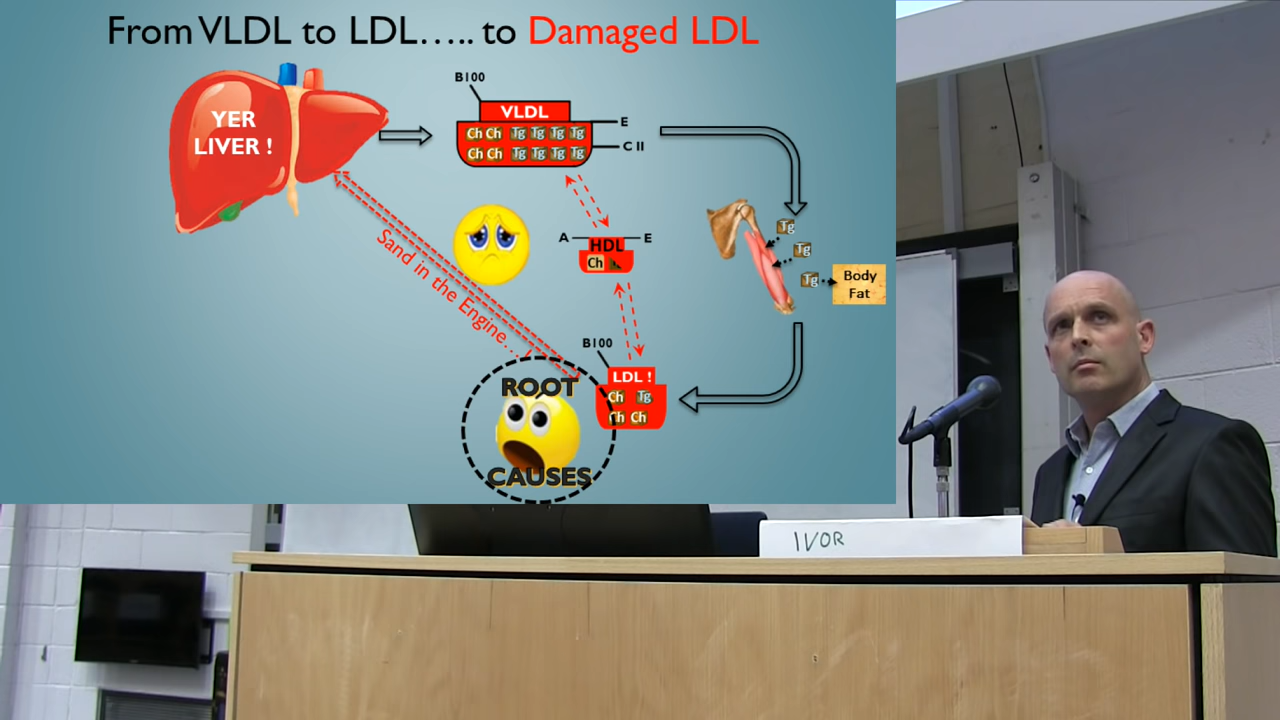 From VLDL to LDL..... to Damaged LDL
YER
LIVER !
B100
VLDL
E
C II
Ch Ch Tg Tg Tg Tg
Ch Ch Tg Tg Tg Tg
A
HDL
E
Ch
Tg
Tg
Tg
Body
Fat
Sand in the Engine....
B100
LDL !
Ch Tg
Ch Ch
ROOT
CAUSES
IVOR